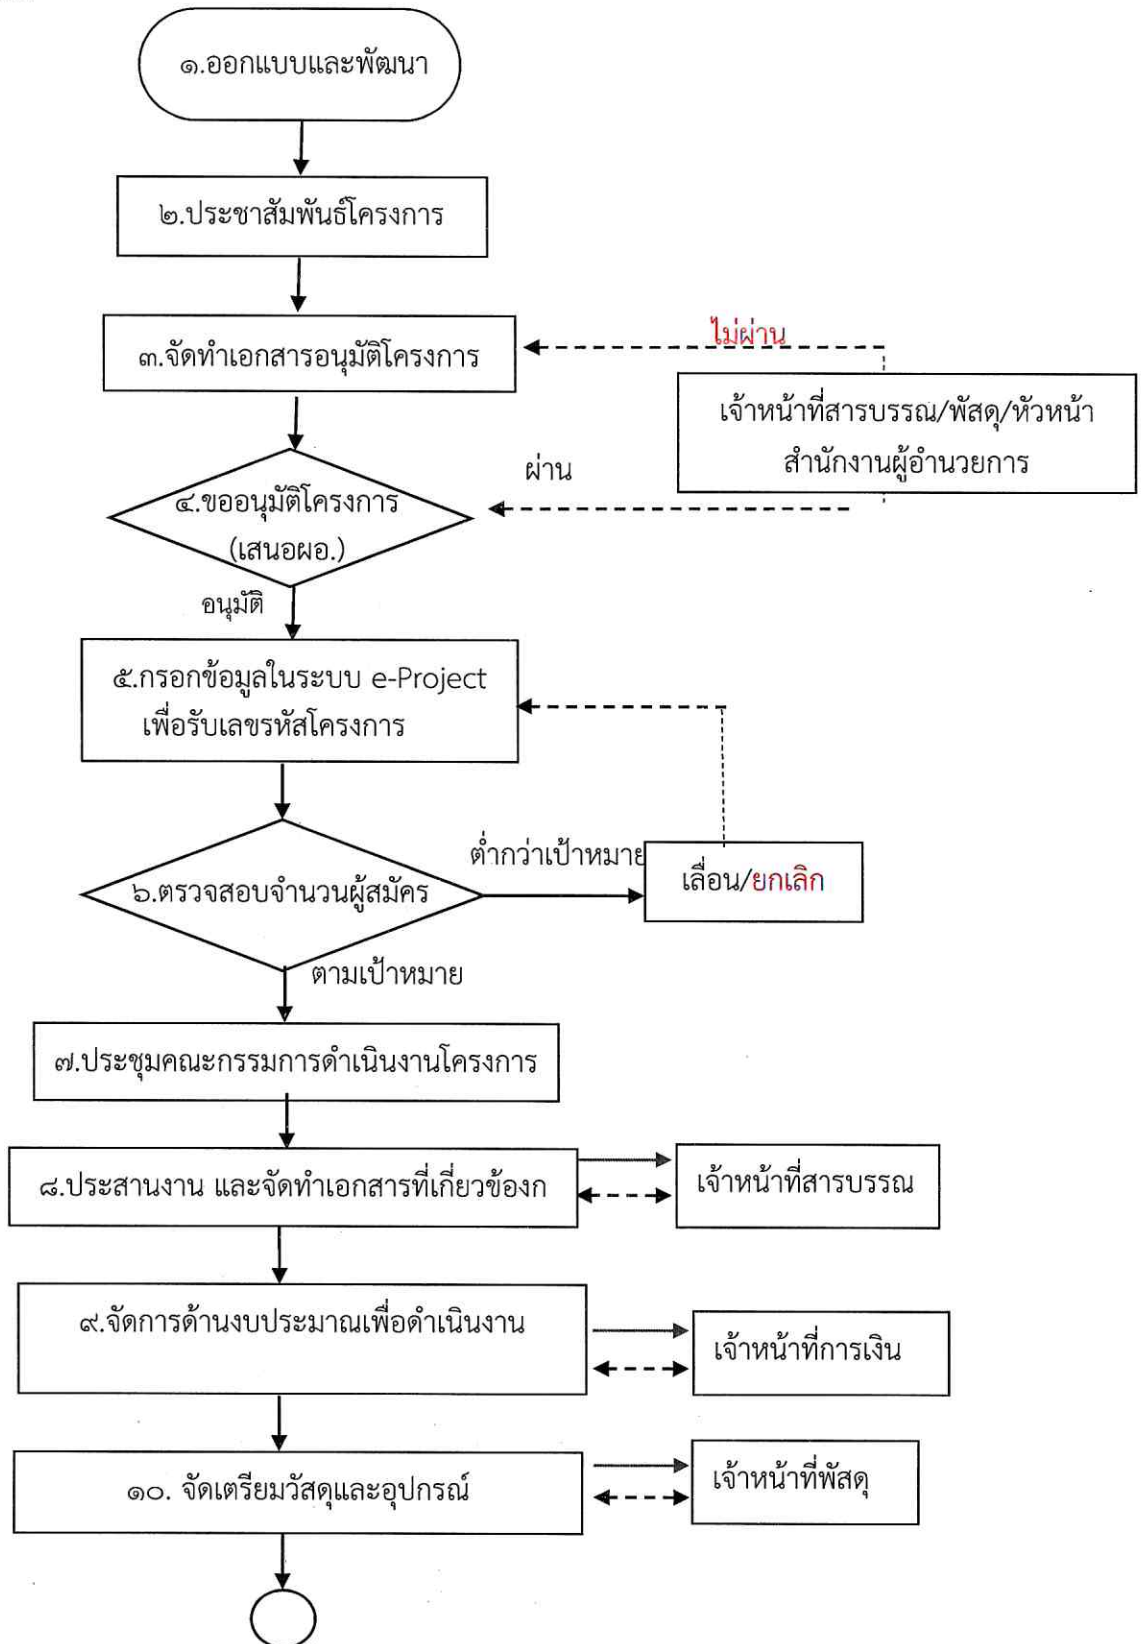 ๑.ออกแบบและพัฒนา
๒.ประชาสัมพันธ์โครงการ
๓.จัดทำเอกสารอนุมัติโครงการ
ไม่ผ่าน
เจ้าหน้าที่สารบรรณ/พัสดุ/หัวหน้า
สำนักงานผู้อำนวยการ
ผ่าน
๔.ขออนุมัติโครงการ
(เสนอผอ.)
อนุมัติ
๕.กรอกข้อมูลในระบบ e-Project
เพื่อรับเลขรหัสโครงการ
๖.ตรวจสอบจำนวนผู้สมัคร
ต่ำกว่าเป้าหมาย
เลื่อน/ยกเลิก
ตามเป้าหมาย
๗.ประชุมคณะกรรมการดำเนินงานโครงการ
๘.ประสานงาน และจัดทำเอกสารที่เกี่ยวข้องก
เจ้าหน้าที่สารบรรณ
๙.จัดการด้านงบประมาณเพื่อดำเนินงาน
เจ้าหน้าที่การเงิน
๑๐. จัดเตรียมวัสดุและอุปกรณ์
เจ้าหน้าที่พัสดุ